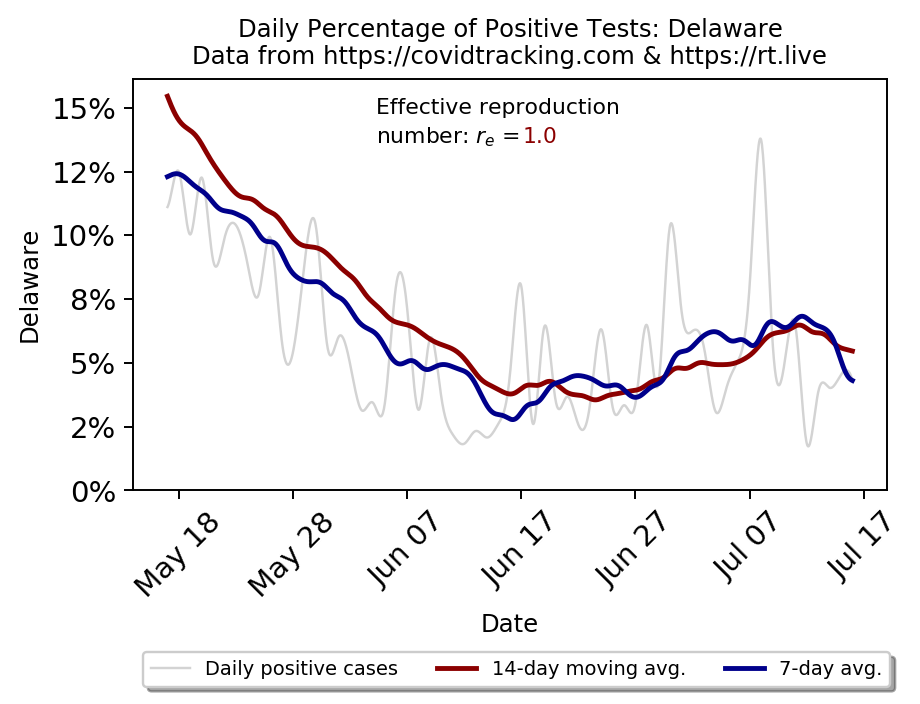 Daily Percentage of Positive Tests: Delaware
Data from https://covidtracking.com & https://rt.live
Effective reproduction
number: rₑ = 1.0
15%
12%
10%
8%
5%
2%
0%
Delaware
May 18
May 28
Jun 07
Jun 17
Jun 27
Jul 07
Jul 17
Date
Daily positive cases
14-day moving avg.
7-day avg.